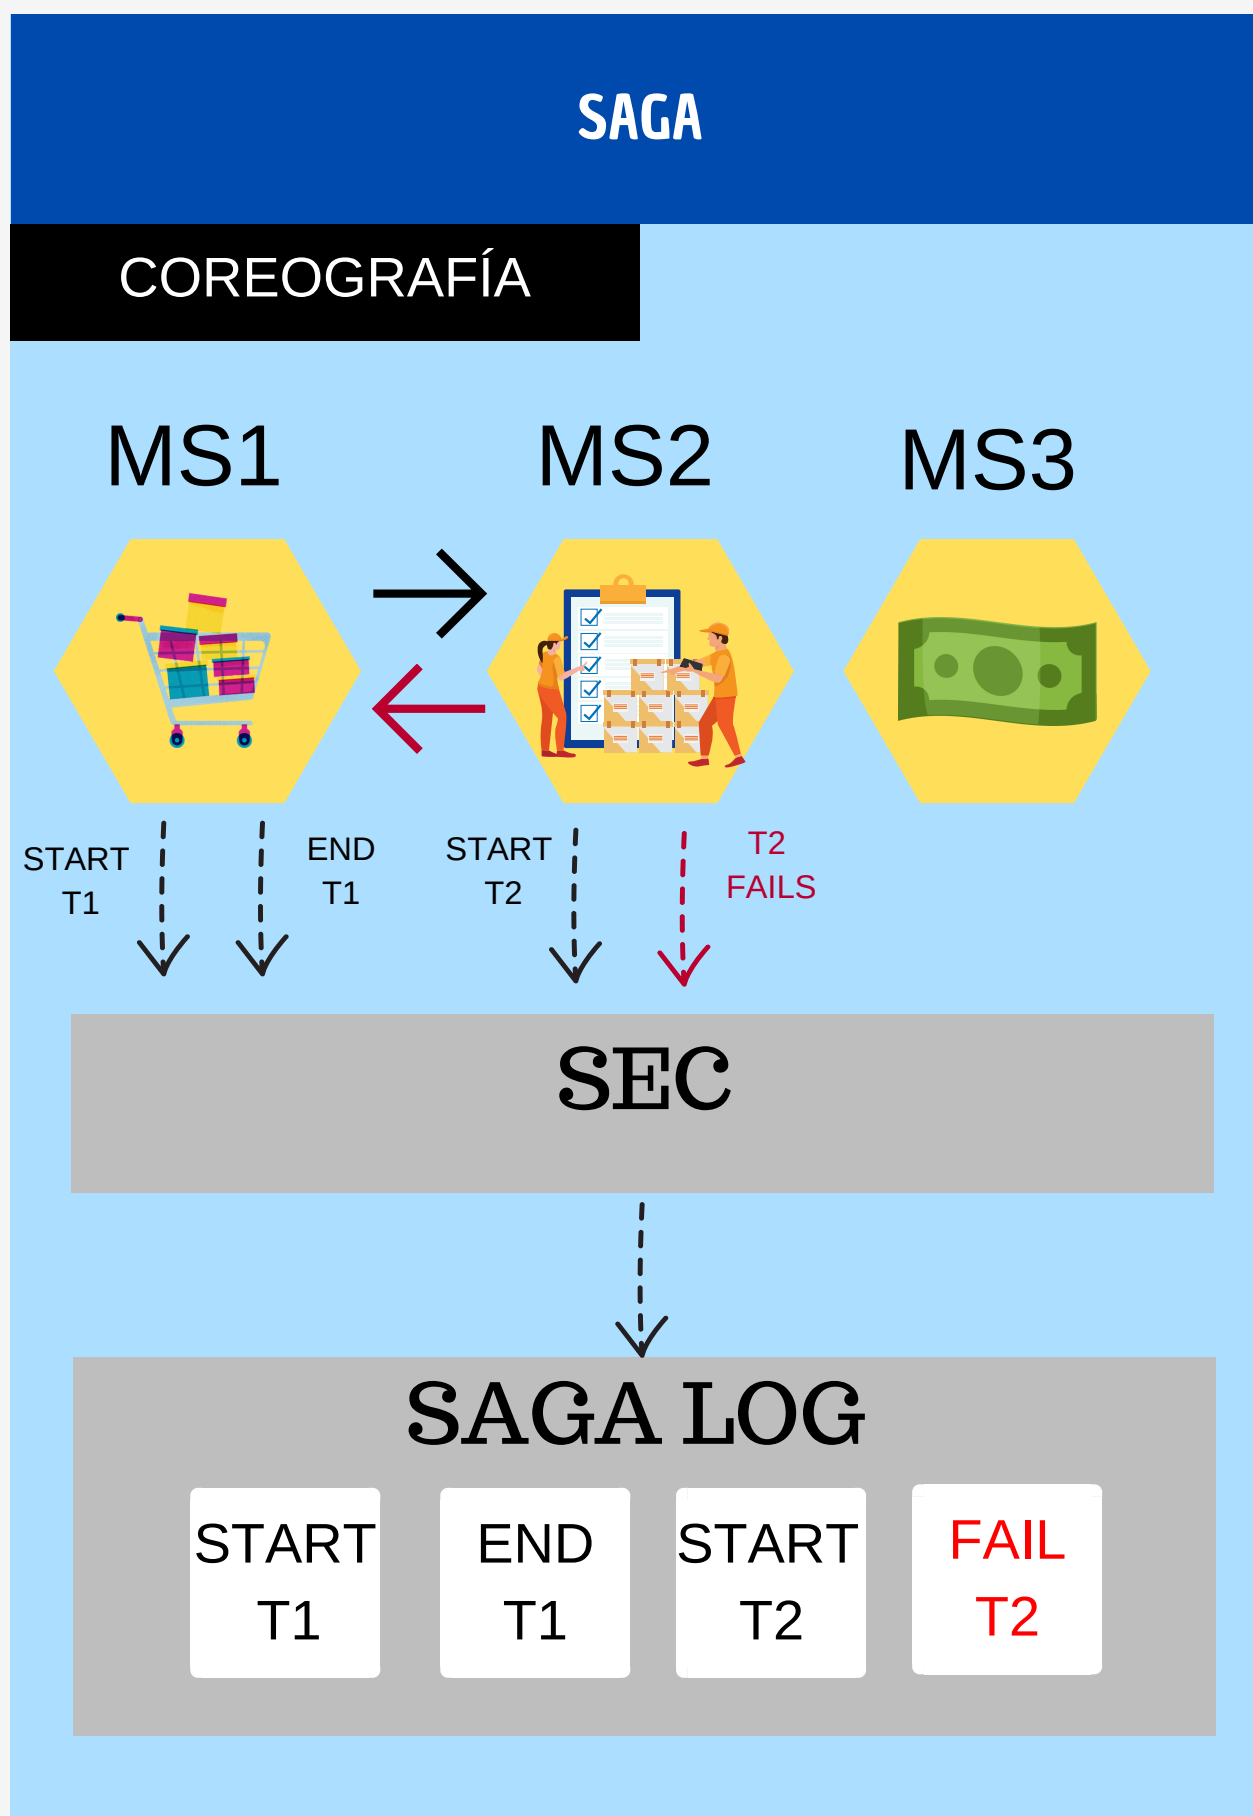 SAGA
COREOGRAFÍA
MS1
MS2
MS3
START
T1
END
T1
START
T2
T2
FAILS
SEC
SAGA LOG
START
T1
END
T1
START
T2
FAIL
T2